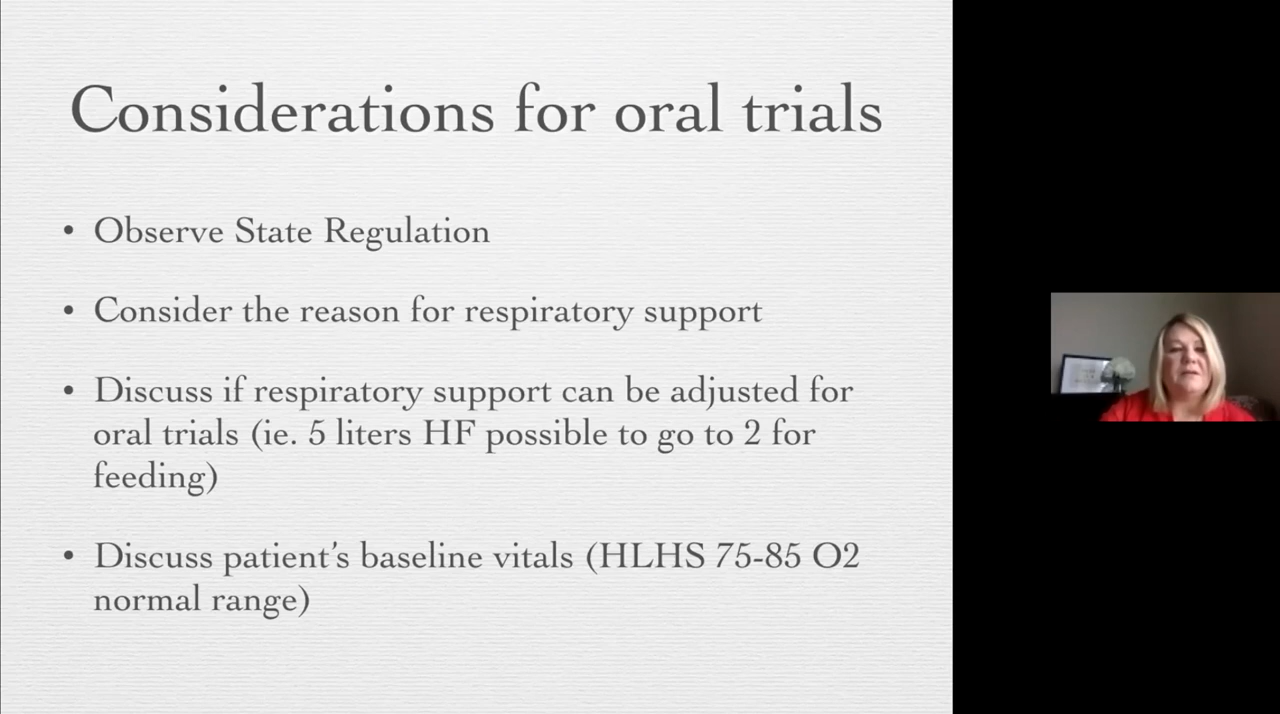 Considerations for oral trials
• Observe State Regulation
• Consider the reason for respiratory support
• Discuss if respiratory support can be adjusted for
oral trials (ie. 5 liters HF possible to go to 2 for
feeding)
• Discuss patient's baseline vitals (HLHS 75-85 O2
normal range)